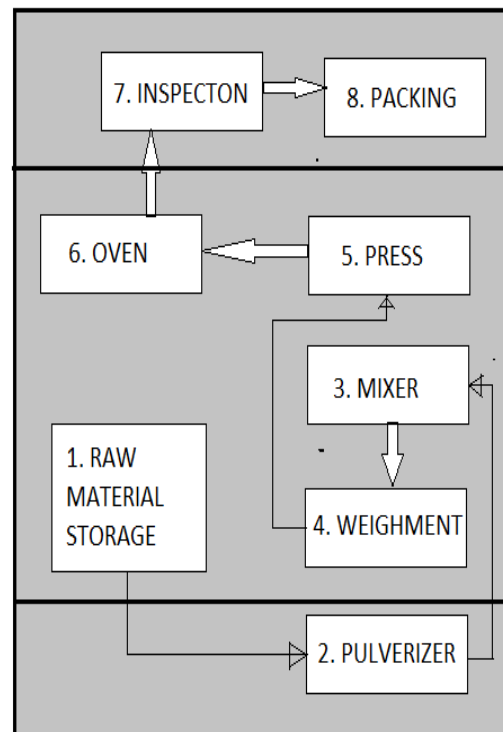 7. INSPECTON
8. PACKING
6. OVEN
5. PRESS
3. MIXER
1. RAW
MATERIAL
STORAGE
4. WEIGHMENT
2. PULVERIZER